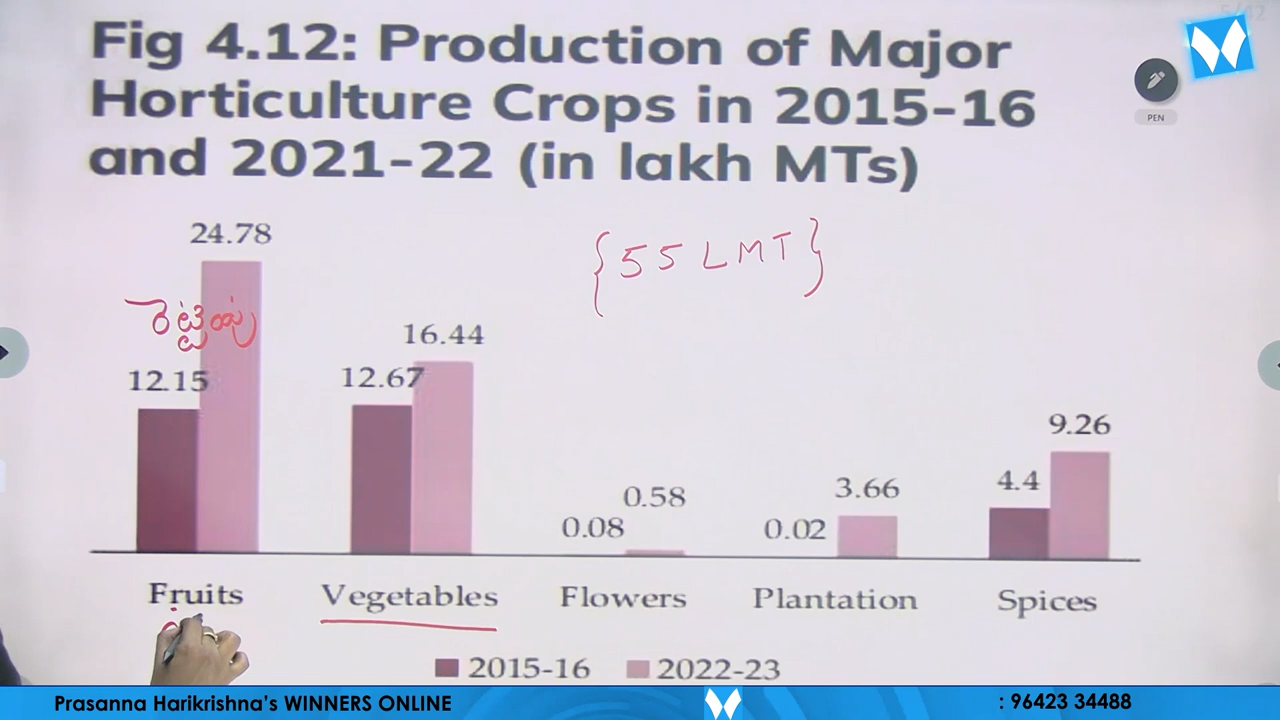 Fig 4.12: Production of Major
Horticulture Crops in 2015-16
and 2021-22 (in lakh MTs)
PEN
{55 LMT}
24.78
12.15
16.44
12.67
0.58
0.08
3.66
0.02
9.26
4.4
Fruits Vegetables Flowers Plantation Spices
2015-16 2022-23
Prasanna Harikrishna's WINNERS ONLINE : 96423 34488